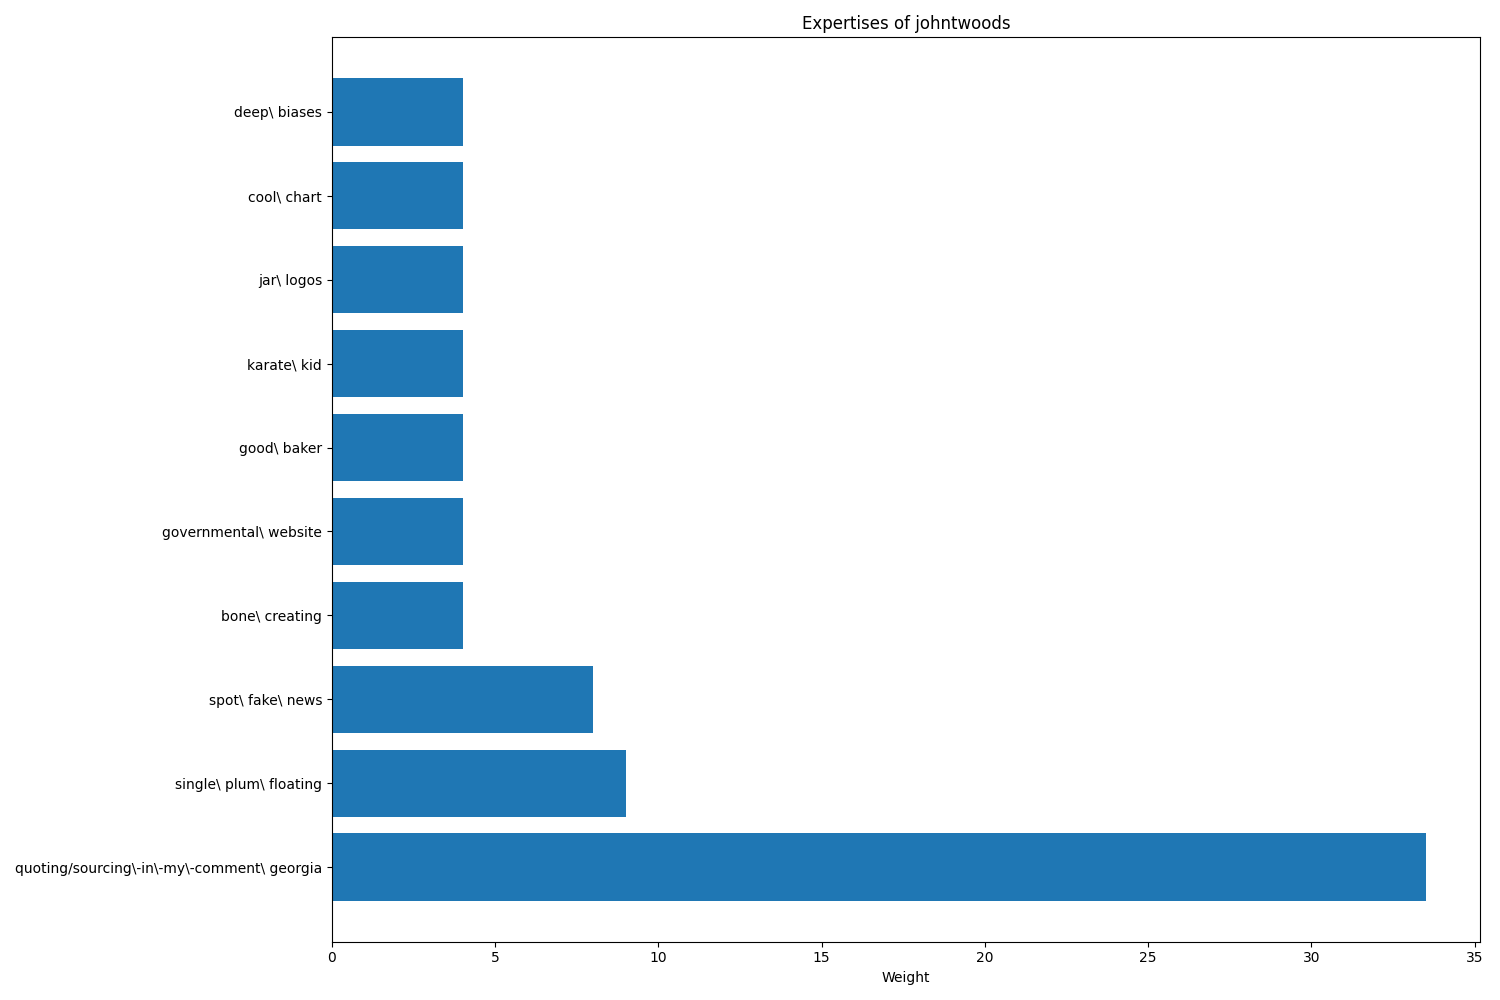 Expertises of johntwoods
deep\ biases
cool\ chart
jar\ logos
karate\ kid
good\ baker
governmental\ website
bone\ creating
spot\ fake\ news
single\ plum\ floating
quoting/sourcing\-in\-my\-comment\ georgia
0 5 10 15 20 25 30 35
Weight